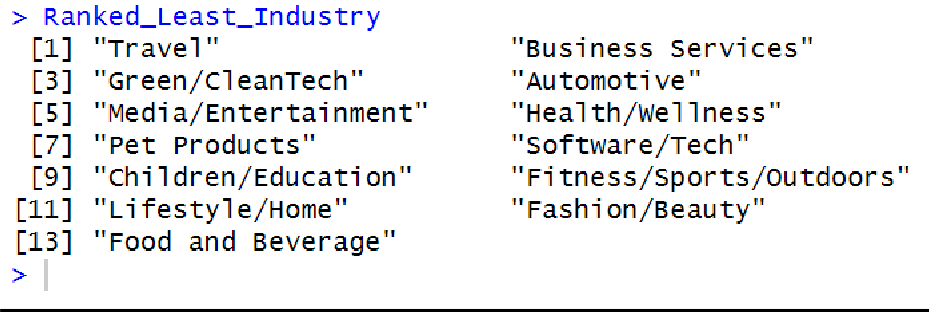 > Ranked_Least_Industry
[1] "Travel" "Business Services"
[3] "Green/CleanTech" "Automotive"
[5] "Media/Entertainment" "Health/Wellness"
[7] "Pet Products" "Software/Tech"
[9] "Children/Education" "Fitness/Sports/Outdoors"
[11] "Lifestyle/Home" "Fashion/Beauty"
[13] "Food and Beverage"
>